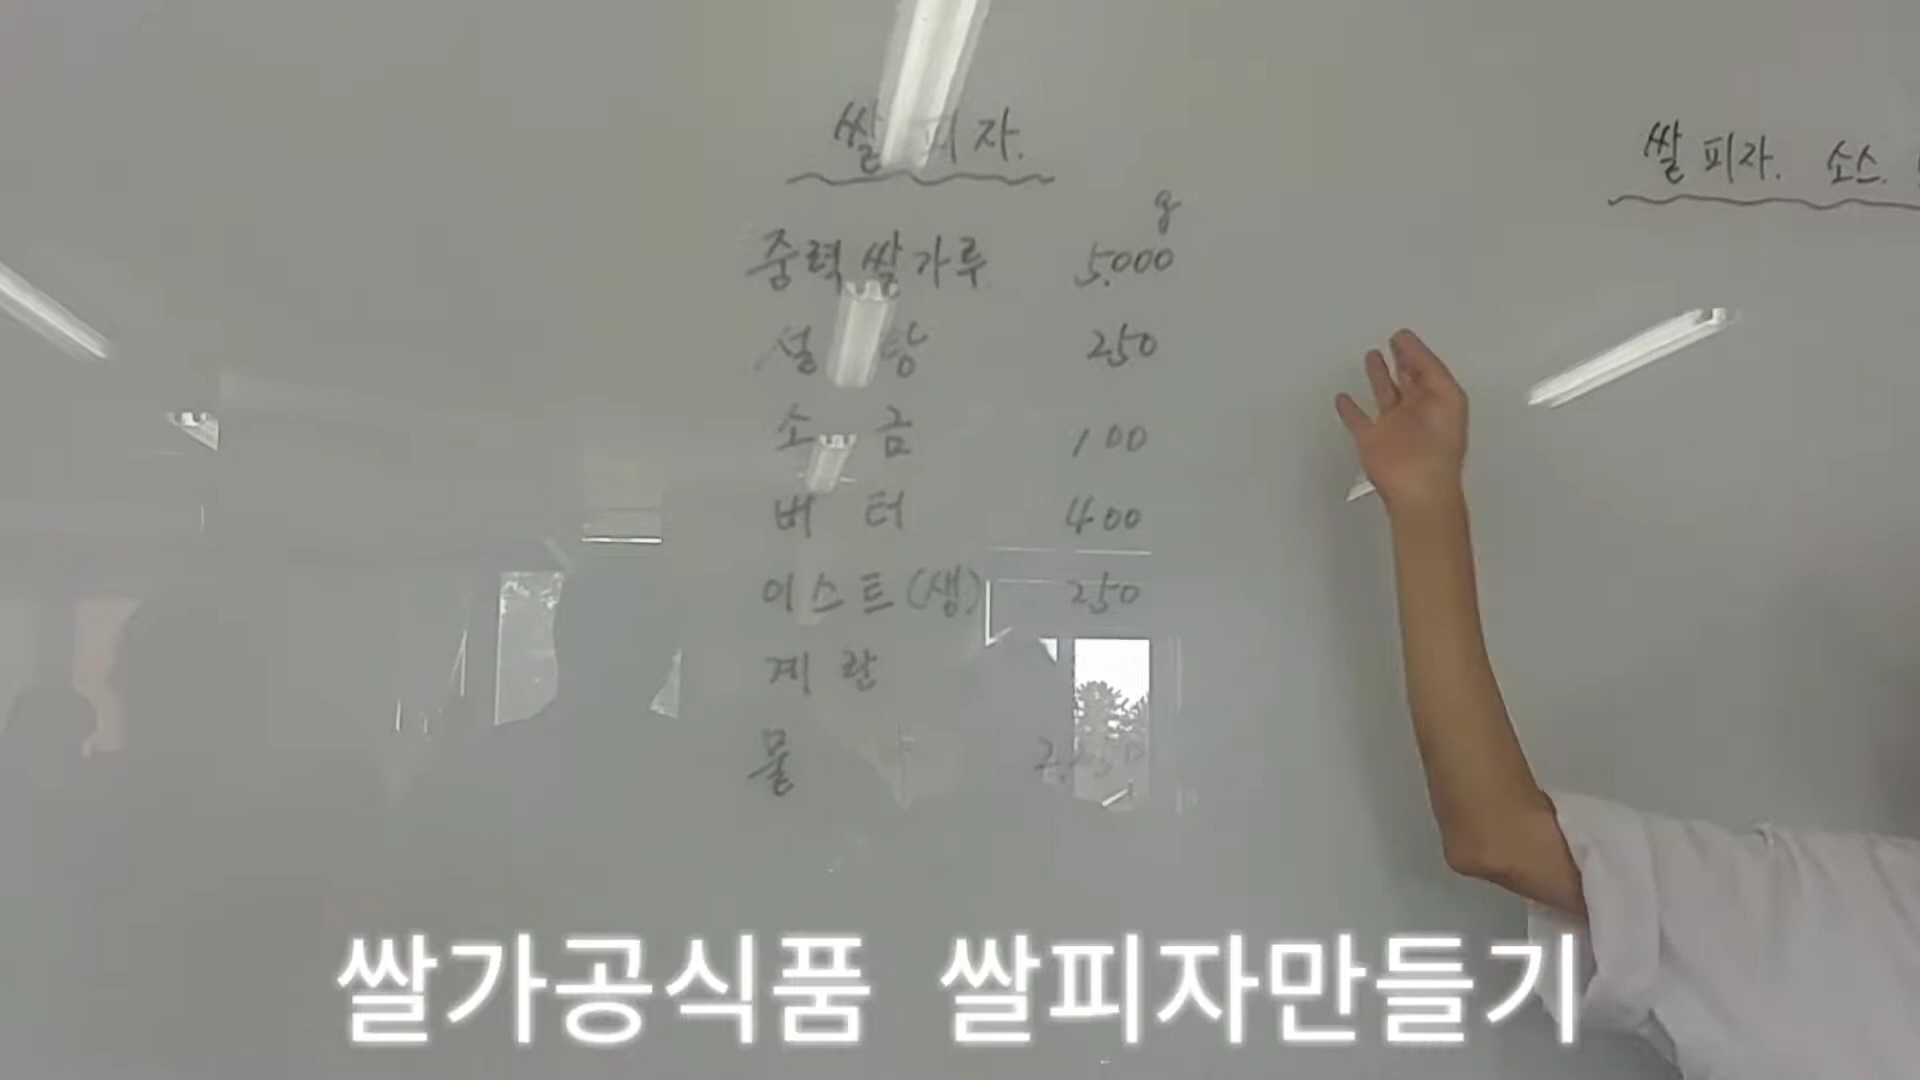 쌀 피자.
g
중력쌀가루 5,000
설탕 250
소금 100
버터 400
이스트(생) 250
계란
물
쌀 피자. 소스.
쌀가공식품 쌀피자만들기